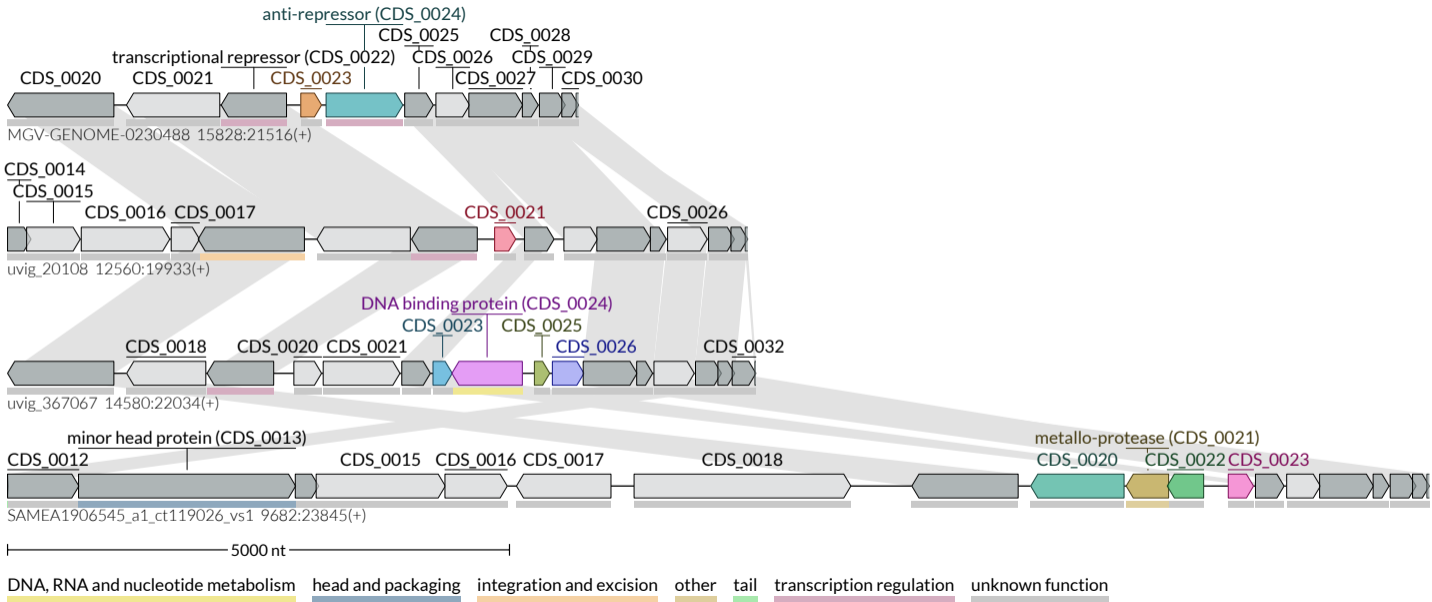 anti-repressor (CDS_0024)
CDS_0025 CDS_0028
transcriptional repressor (CDS_0022) CDS_0026 CDS_0029
CDS_0020 CDS_0021 CDS_0023 CDS_0027 CDS_0030
MGV-GENOME-0230488 15828:21516(+)
CDS_0014
CDS_0015
CDS_0016 CDS_0017 CDS_0021 CDS_0026
uvig_20108 12560:19933(+)
DNA binding protein (CDS_0024)
CDS_0023 CDS_0025
CDS_0018 CDS_0020 CDS_0021 CDS_0026 CDS_0032
uvig_367067 14580:22034(+)
minor head protein (CDS_0013) metallo-protease (CDS_0021)
CDS_0012 CDS_0015 CDS_0016 CDS_0017 CDS_0018 CDS_0020 CDS_0022 CDS_0023
SAMEA1906545_a1_ct119026_vs1 9682:23845(+)
5000 nt
DNA, RNA and nucleotide metabolism head and packaging integration and excision other tail transcription regulation unknown function